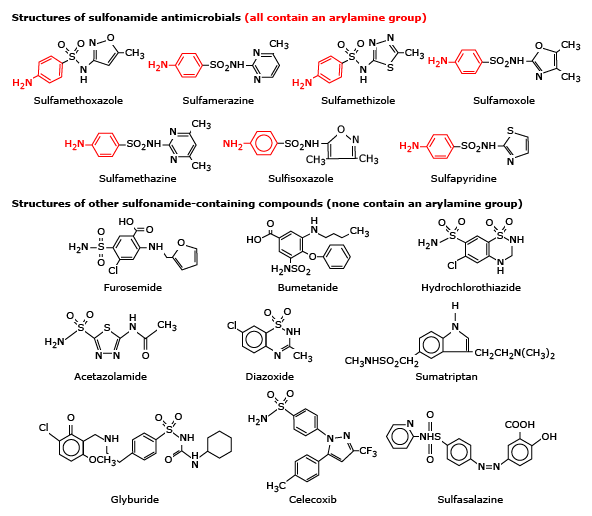 Structures of sulfonamide antimicrobials (all contain an arylamine group)
H₂N O O S N H N O CH₃
H₂N SO₂NH N N CH₃
H₂N O O S N H N N S CH₃
H₂N SO₂NH O N CH₃ CH₃
Sulfamethoxazole Sulfamerazine Sulfamethizole Sulfamoxole
H₂N SO₂NH N N CH₃ CH₃
NH₂ SO₂NH O N CH₃ CH₃
H₂N SO₂NH S N
Sulfamethazine Sulfisoxazole Sulfapyridine
Structures of other sulfonamide-containing compounds (none contain an arylamine group)
H₂N O S O HO O Cl NH O
HO O H N CH₃ O H₂NSO₂
H₂N O O S Cl O O S NH N H
Furosemide Bumetanide Hydrochlorothiazide
H₂N O O S S N N H N O CH₃
Cl O O S NH N CH₃
H N CH₃NHSO₂CH₂ CH₂CH₂N(CH₃)₂
Acetazolamide Diazoxide Sumatriptan
Cl O NH OCH₃ O O S NH O N H
H₂N O O S N N CF₃ H₃C
N NHS O O N=N COOH OH
Glyburide Celecoxib Sulfasalazine